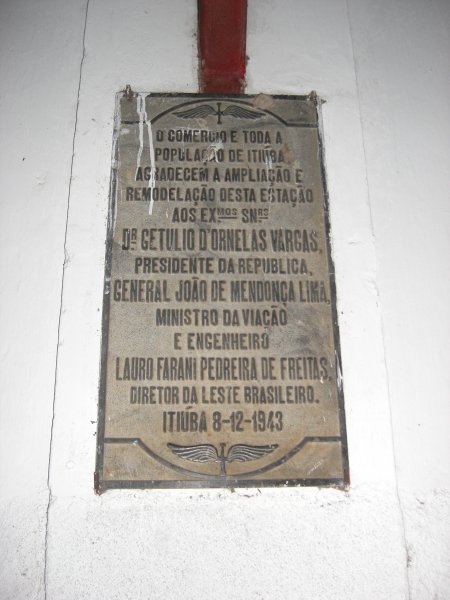 O COMERCIO E TODA A
POPULAÇÃO DE ITIÚBA
AGRADECEM A AMPLIAÇÃO E
REMODELAÇÃO DESTA ESTAÇÃO
AOS EXMOS SNRS
DR GETULIO D'ORNELAS VARGAS,
PRESIDENTE DA REPUBLICA,
GENERAL JOÃO DE MENDONÇA LIMA,
MINISTRO DA VIAÇÃO
E ENGENHEIRO
LAURO FARANI PEDREIRA DE FREITAS,
DIRETOR DA LESTE BRASILEIRO.
ITIÚBA 8-12-1943